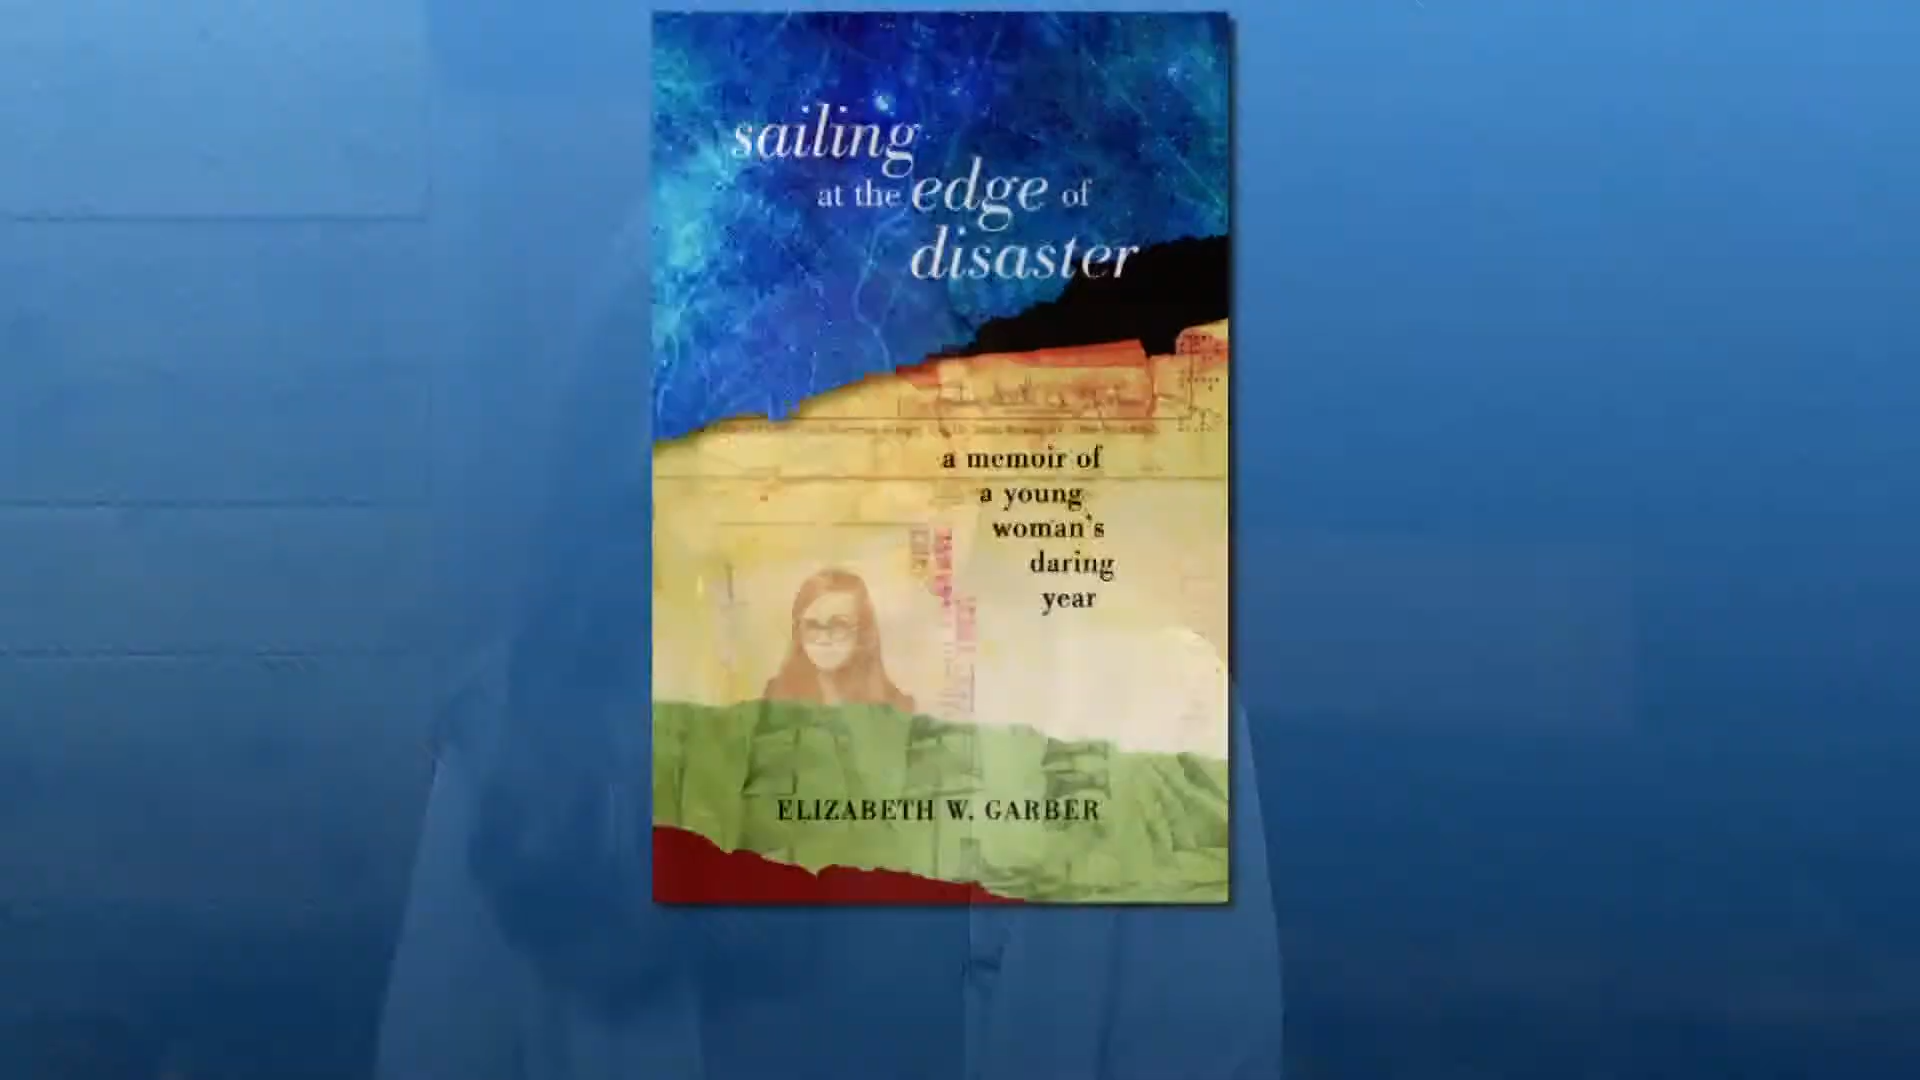 sailing
at the edge of
disaster
a memoir of
a young
woman's
daring
year
ELIZABETH W. GARBER